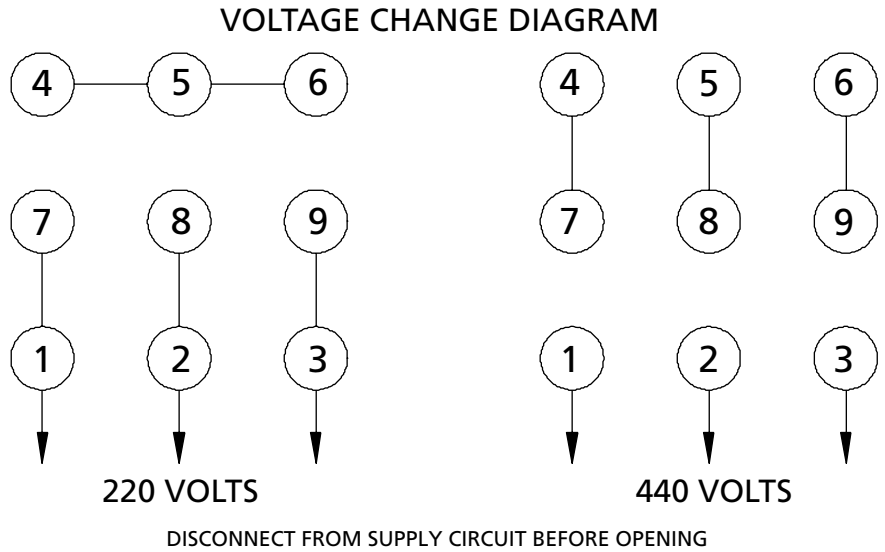 VOLTAGE CHANGE DIAGRAM
4 5 6 4 5 6
7 8 9 7 8 9
1 2 3 1 2 3
220 VOLTS 440 VOLTS
DISCONNECT FROM SUPPLY CIRCUIT BEFORE OPENING